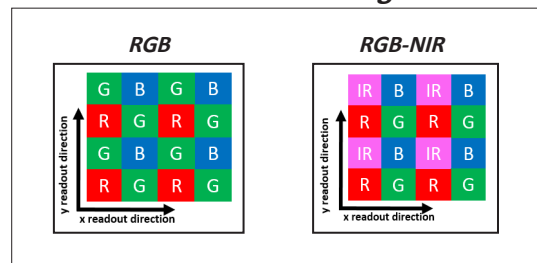 RGB
RGB-NIR
G B G B
R G R G
G B G B
R G R G
y readout direction
x readout direction
IR B IR B
R G R G
IR B IR B
R G R G
y readout direction
x readout direction